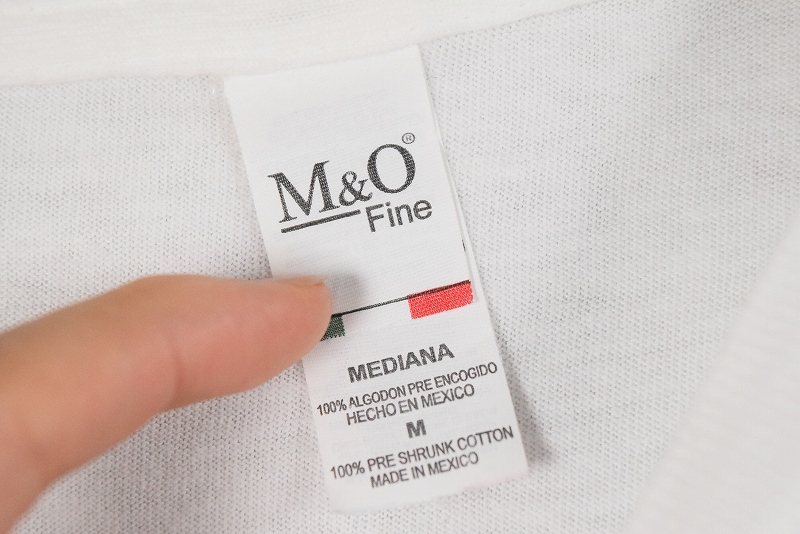 M&O®
Fine
MEDIANA
100% ALGODON PRE ENCOGIDO
HECHO EN MEXICO
M
100% PRE SHRUNK COTTON
MADE IN MEXICO